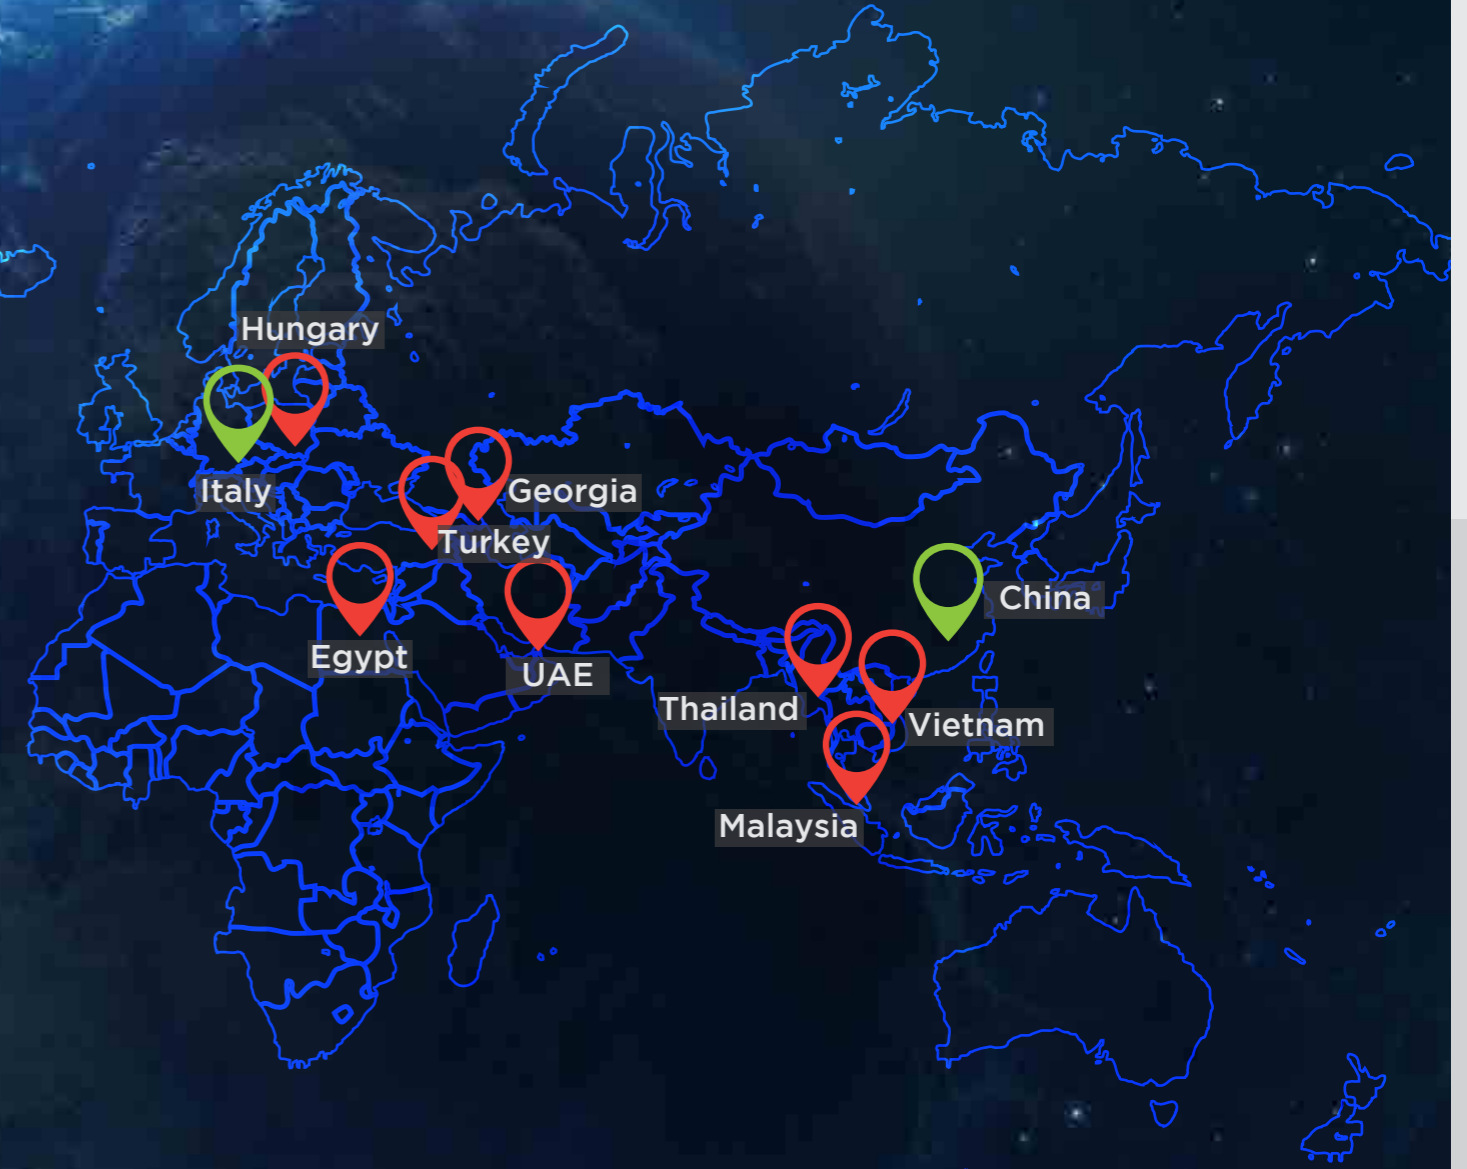 Hungary
Italy
Georgia
Turkey
China
Egypt
UAE
Thailand
Vietnam
Malaysia